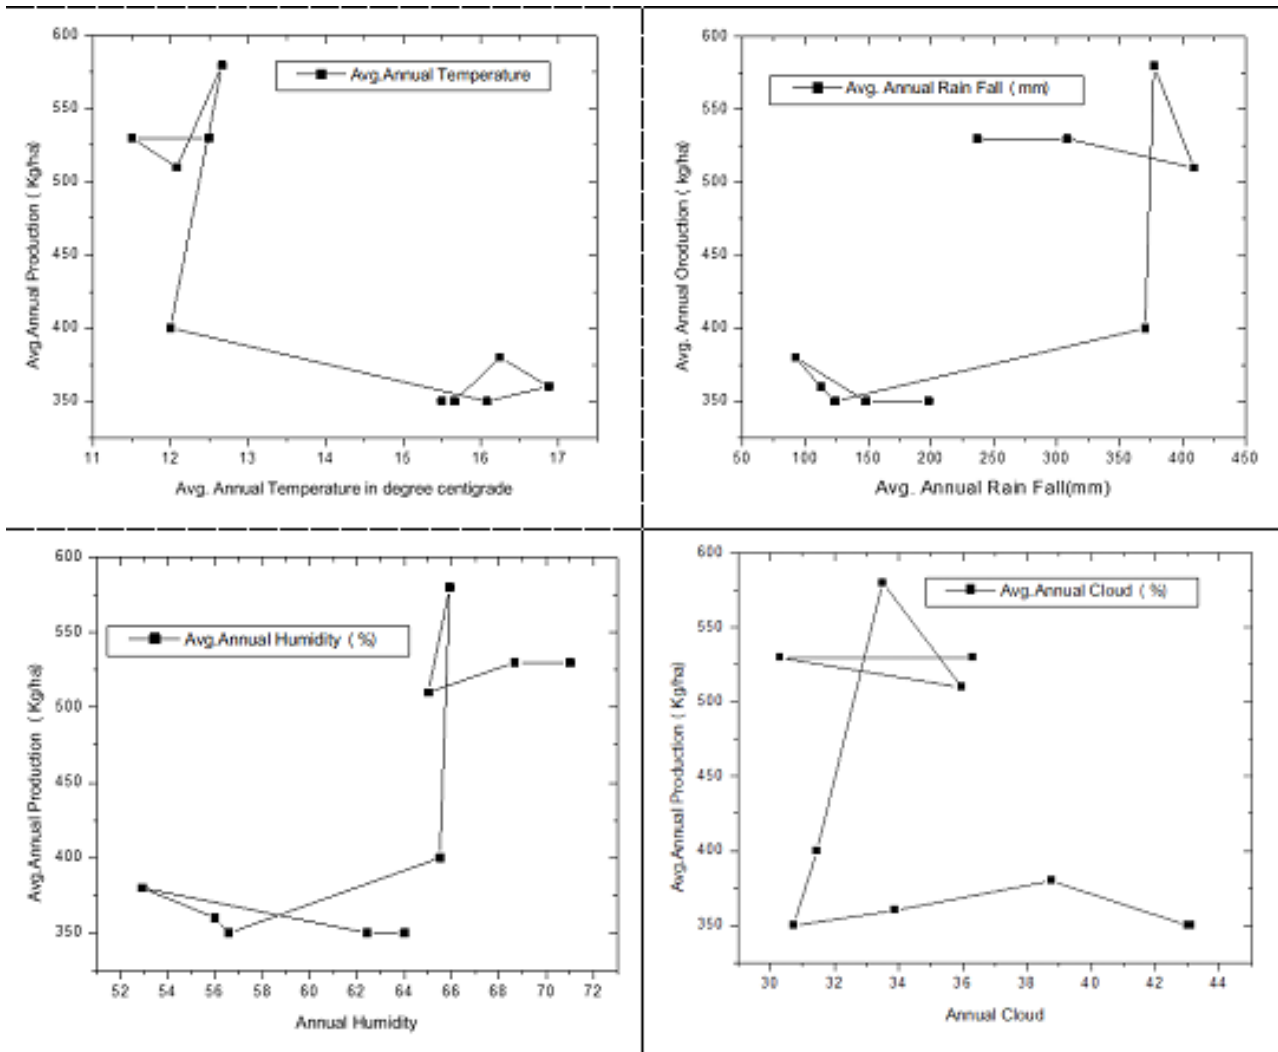 600
550
500
450
400
350
Avg.Annual Production ( Kg/ha)
Avg.Annual Temperature
11 12 13 14 15 16 17
Avg. Annual Temperature in degree centigrade
600
550
500
450
400
350
Avg. Annual Oroduction ( kg/ha)
Avg. Annual Rain Fall ( mm)
50 100 150 200 250 300 350 400 450
Avg. Annual Rain Fall(mm)
600
550
500
450
400
350
Avg.Annual Production ( Kg/ha)
Avg.Annual Humidity ( %)
52 54 56 58 60 62 64 66 68 70 72
Annual Humidity
600
550
500
450
400
350
Avg.Annual Production ( Kg/ha)
Avg.Annual Cloud ( %)
30 32 34 36 38 40 42 44
Annual Cloud